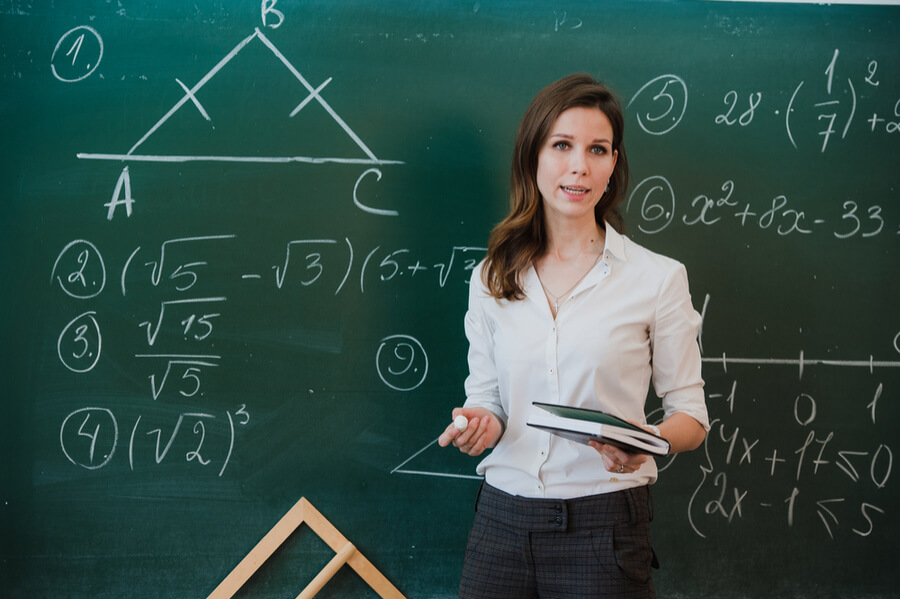 1.
B
A
C
2. (√5 - √3)(5 + √3
3. √15/√5
4. (√2)³
9.
5. 28 · (1/7)² +
6. x² + 8x - 33
-1 0 1
4x + 17 ≤ 0
2x - 1 ≤ 5